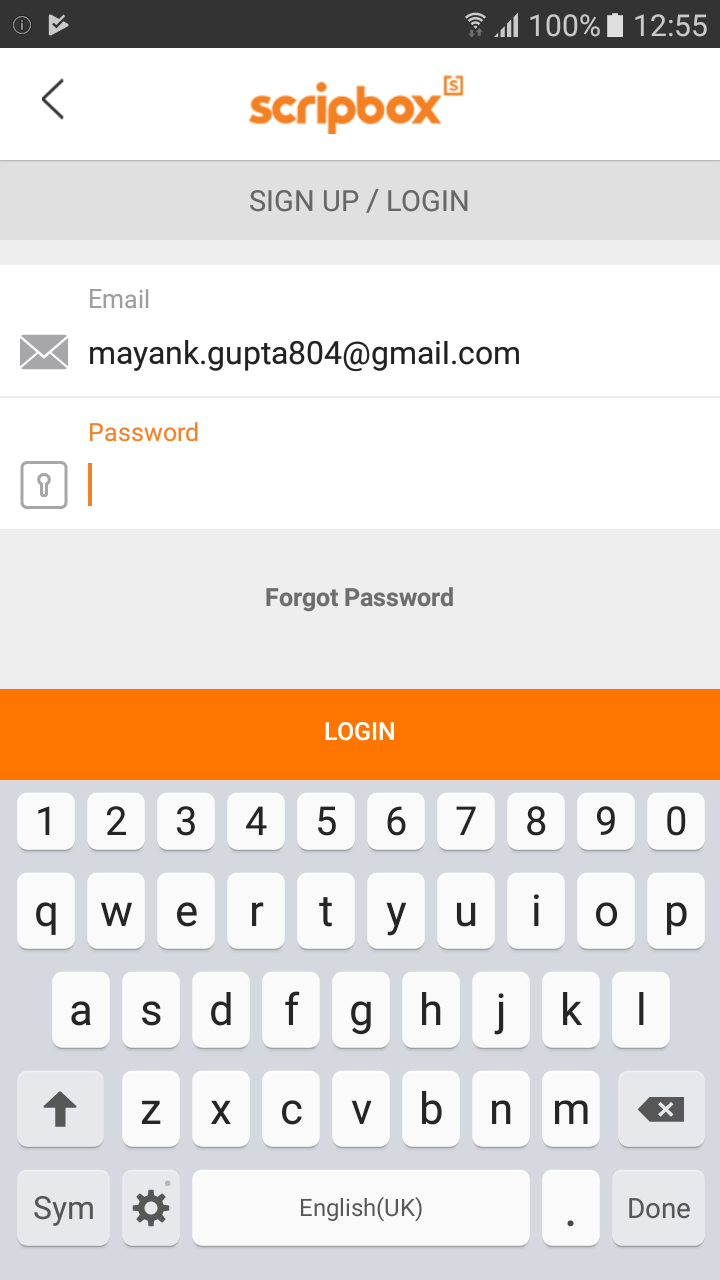 100% 12:55
scripbox [s]
SIGN UP / LOGIN
Email
mayank.gupta804@gmail.com
Password
Forgot Password
LOGIN
1 2 3 4 5 6 7 8 9 0
q w e r t y u i o p
a s d f g h j k l
z x c v b n m
Sym English(UK) . Done